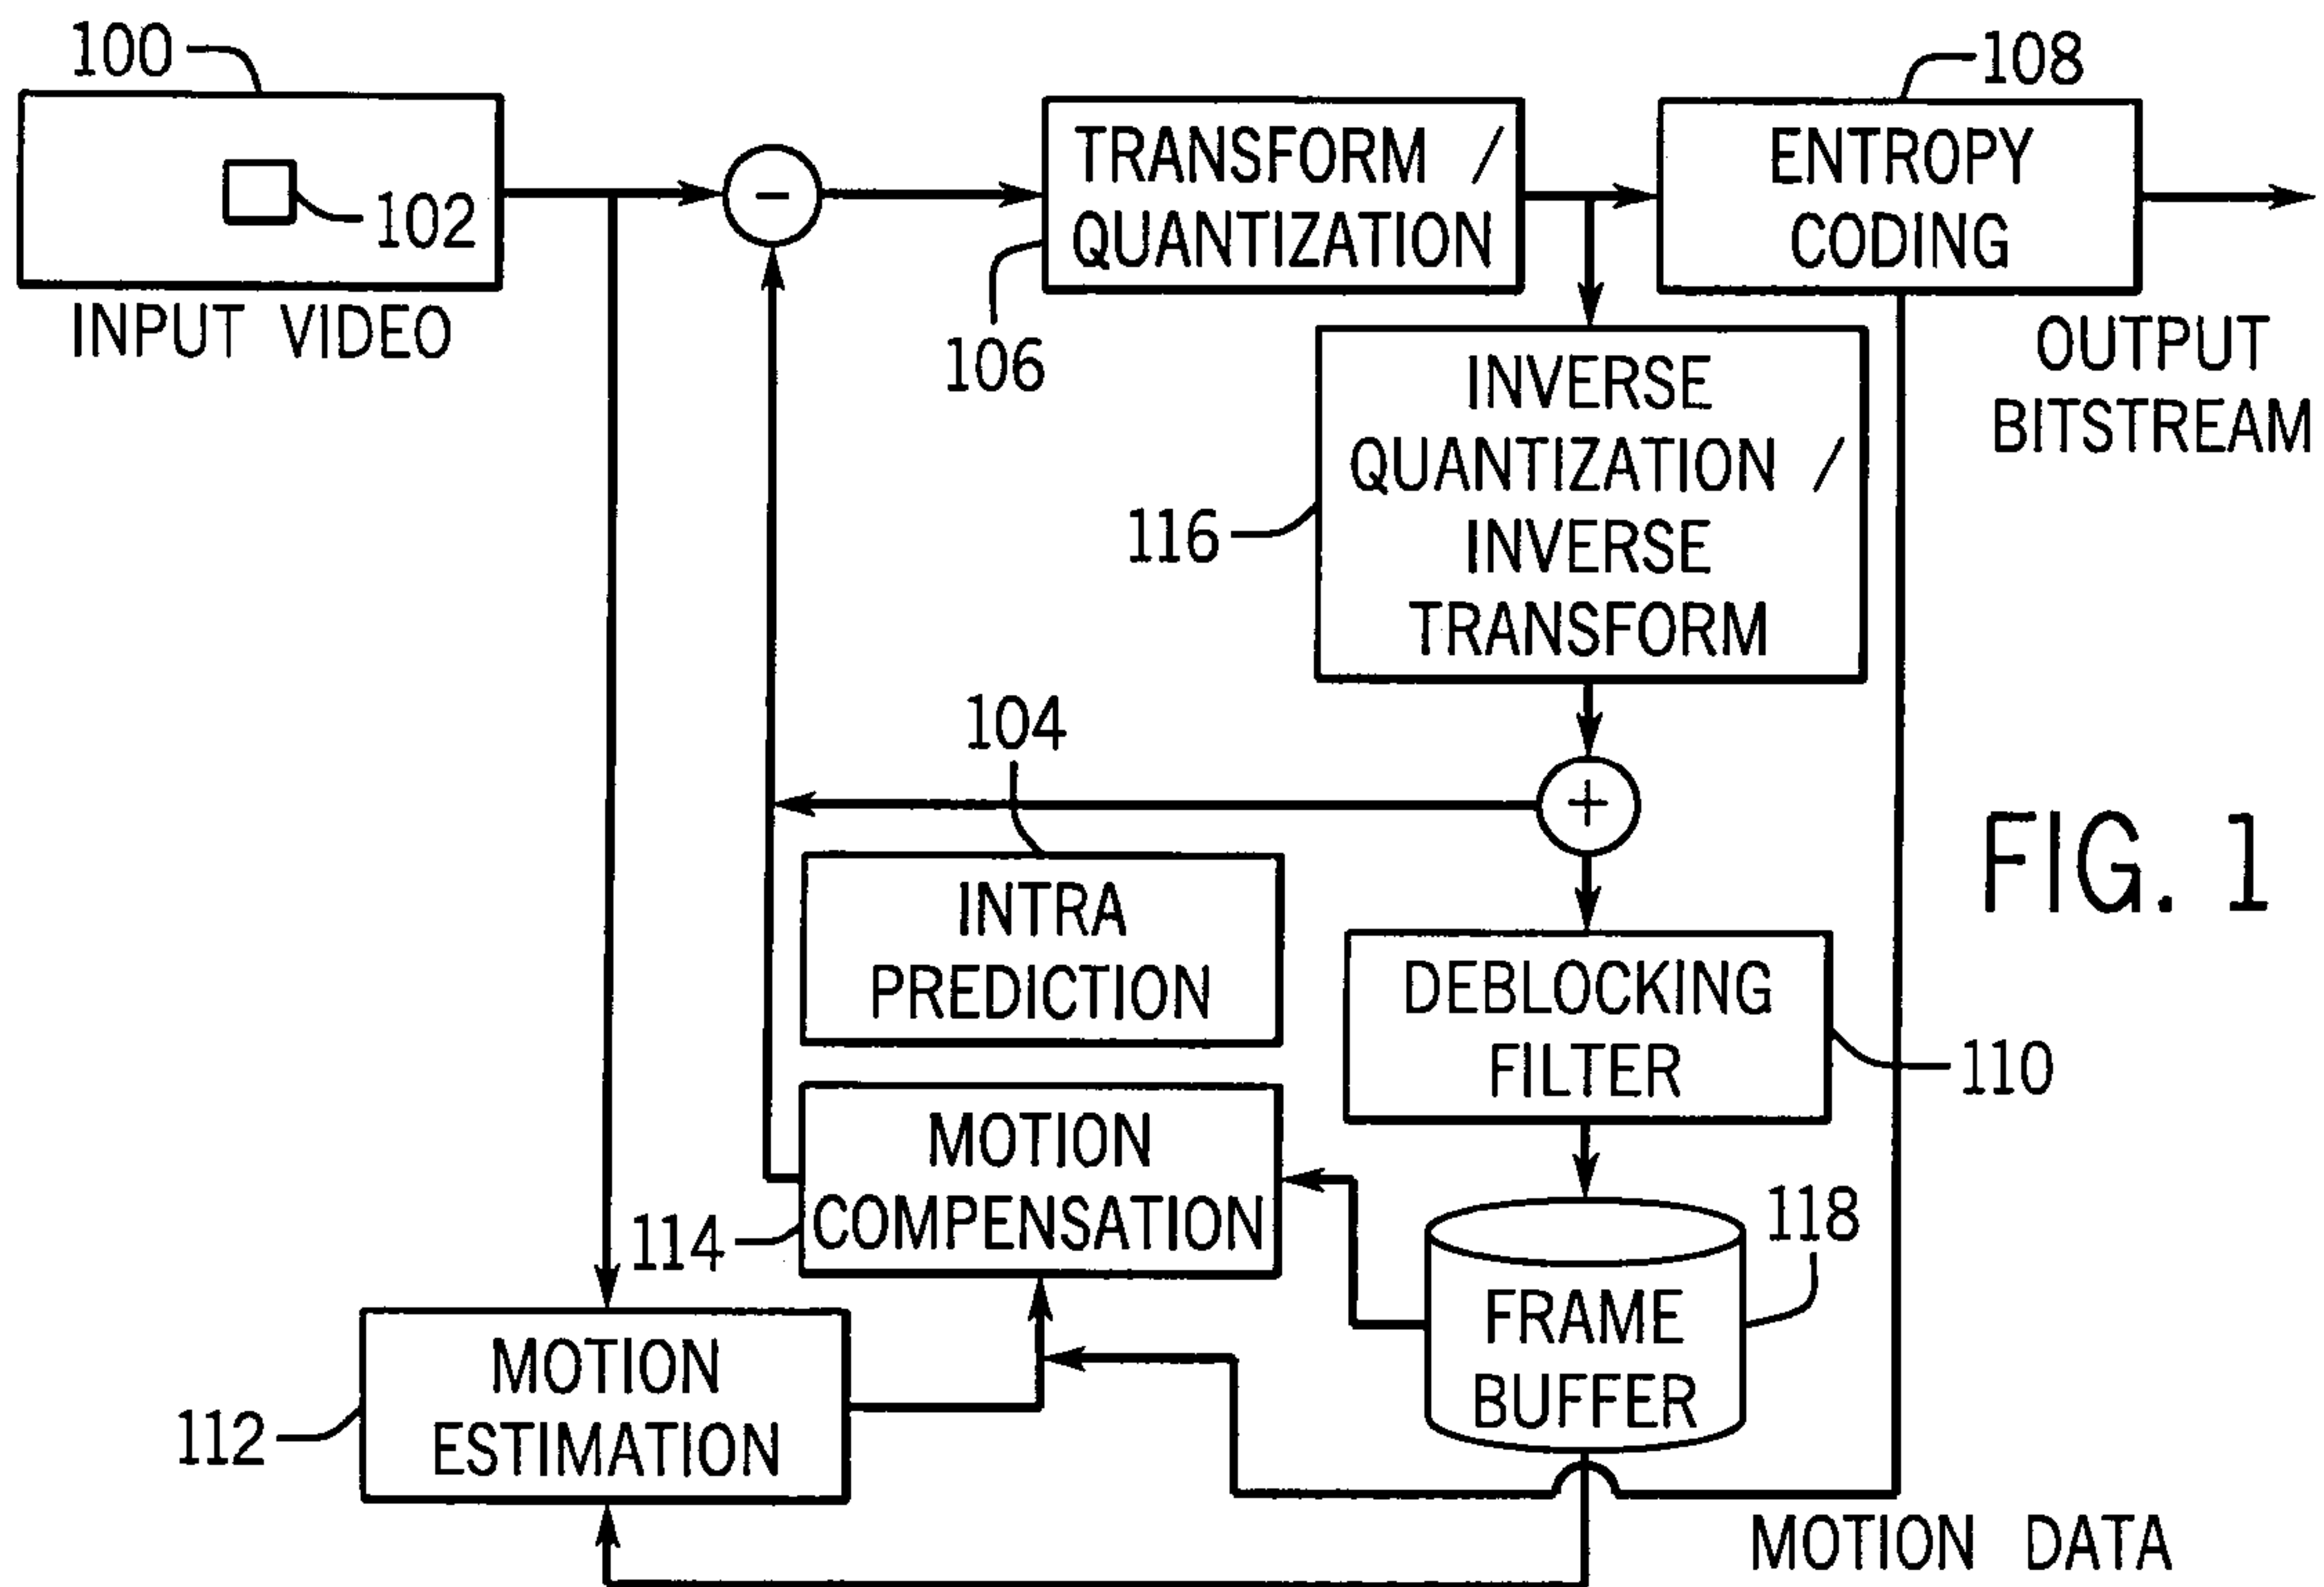 100
102
INPUT VIDEO
TRANSFORM /
QUANTIZATION
106
108
ENTROPY
CODING
OUTPUT
BITSTREAM
INVERSE
QUANTIZATION /
INVERSE
TRANSFORM
116
-
+
104
INTRA
PREDICTION
FIG. 1
DEBLOCKING
FILTER
110
MOTION
COMPENSATION
114
118
FRAME
BUFFER
MOTION
ESTIMATION
112
MOTION DATA